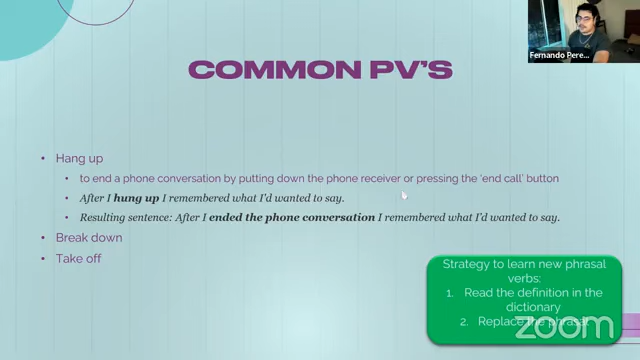 Fernando Pere...
COMMON PV'S
• Hang up
• to end a phone conversation by putting down the phone receiver or pressing the 'end call' button
• After I hung up I remembered what I'd wanted to say.
• Resulting sentence: After I ended the phone conversation I remembered what I'd wanted to say.
• Break down
• Take off
Strategy to learn new phrasal
verbs:
1. Read the definition in the
dictionary
2. Replace the phrasal
zoom